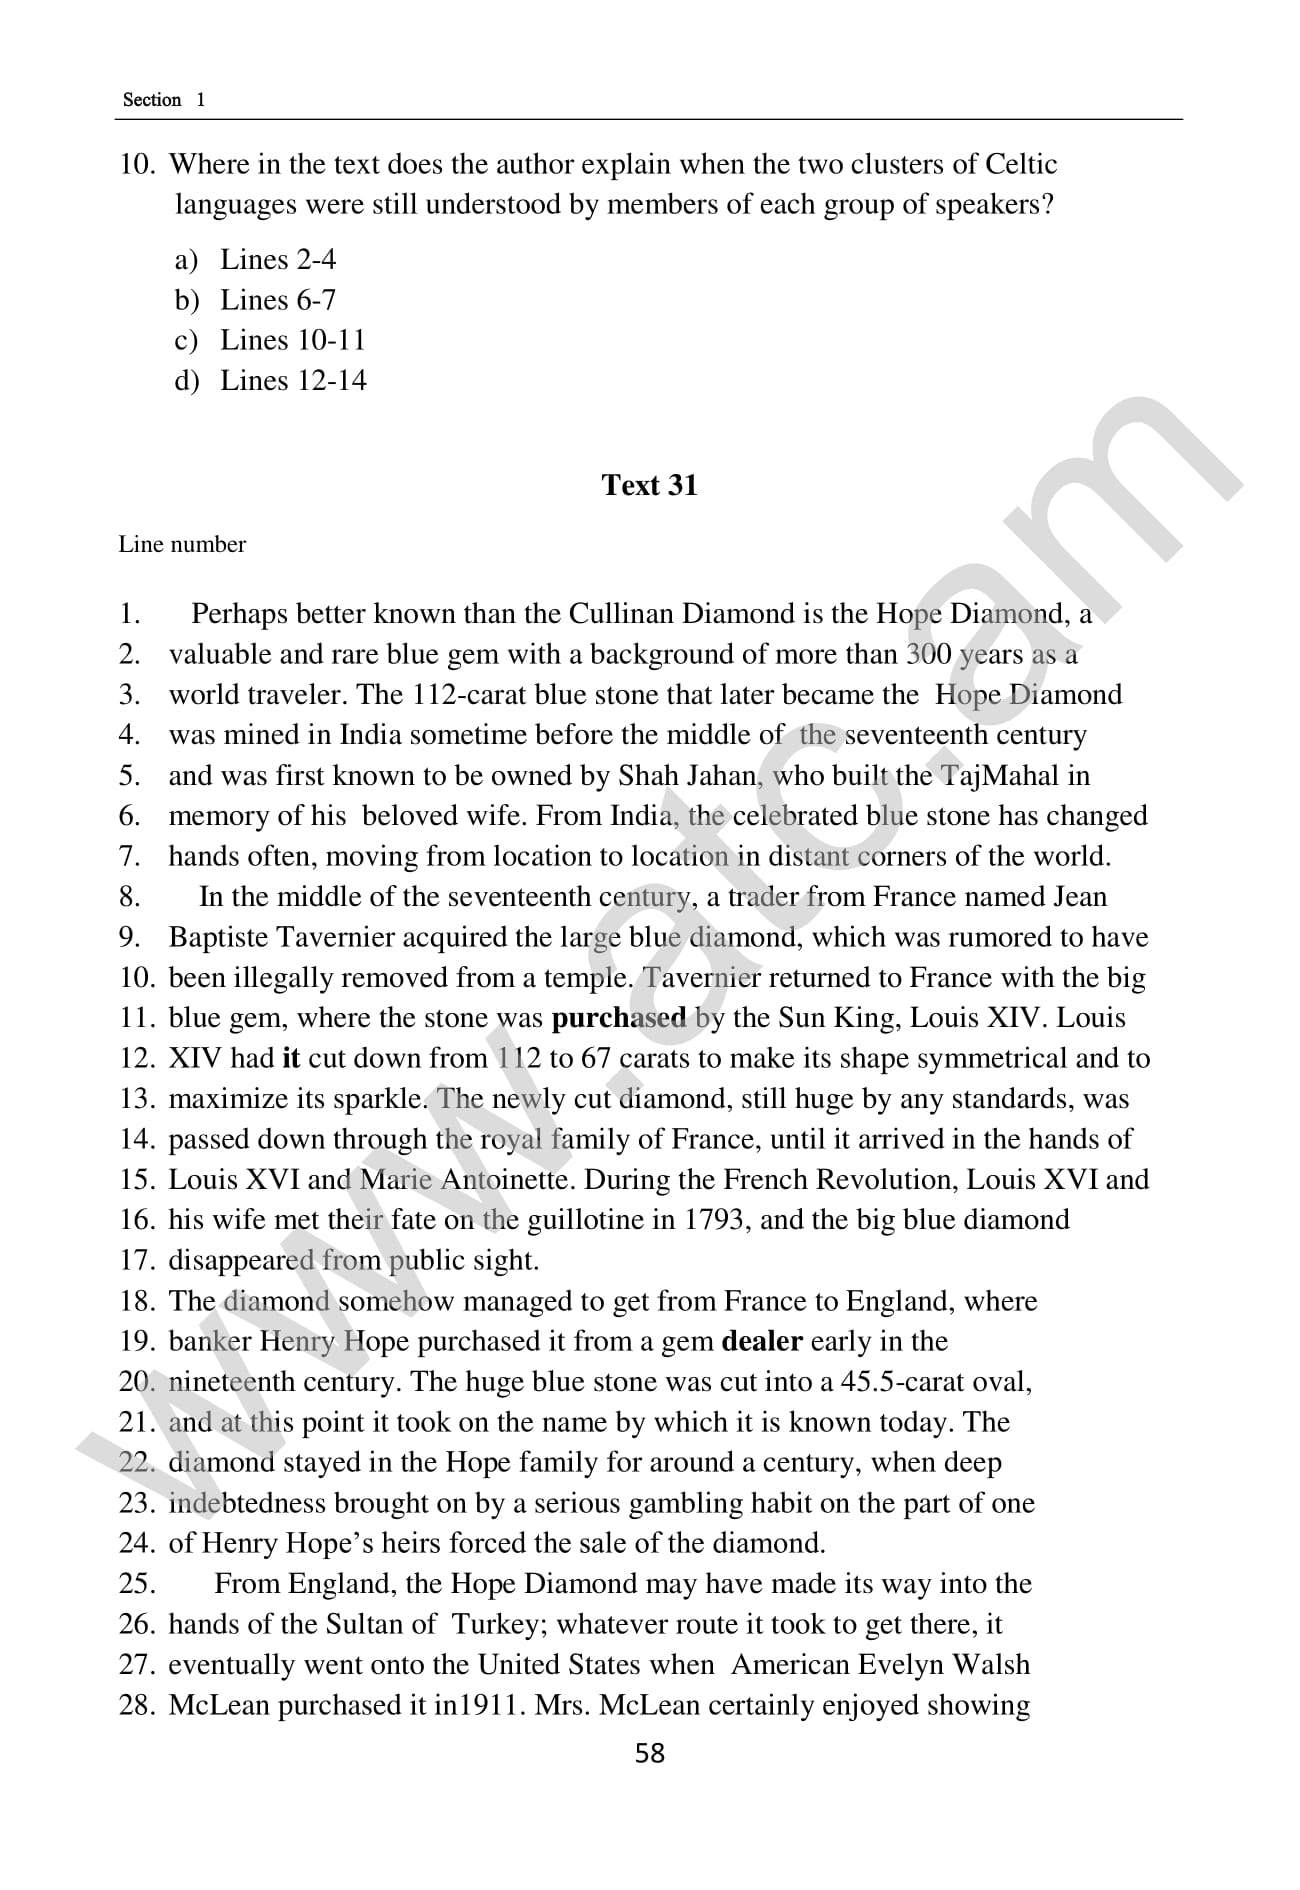 Section 1
10. Where in the text does the author explain when the two clusters of Celtic
languages were still understood by members of each group of speakers?
a) Lines 2-4
b) Lines 6-7
c) Lines 10-11
d) Lines 12-14
Text 31
Line number
1. Perhaps better known than the Cullinan Diamond is the Hope Diamond, a
2. valuable and rare blue gem with a background of more than 300 years as a
3. world traveler. The 112-carat blue stone that later became the Hope Diamond
4. was mined in India sometime before the middle of the seventeenth century
5. and was first known to be owned by Shah Jahan, who built the TajMahal in
6. memory of his beloved wife. From India, the celebrated blue stone has changed
7. hands often, moving from location to location in distant corners of the world.
8. In the middle of the seventeenth century, a trader from France named Jean
9. Baptiste Tavernier acquired the large blue diamond, which was rumored to have
10. been illegally removed from a temple. Tavernier returned to France with the big
11. blue gem, where the stone was purchased by the Sun King, Louis XIV. Louis
12. XIV had it cut down from 112 to 67 carats to make its shape symmetrical and to
13. maximize its sparkle. The newly cut diamond, still huge by any standards, was
14. passed down through the royal family of France, until it arrived in the hands of
15. Louis XVI and Marie Antoinette. During the French Revolution, Louis XVI and
16. his wife met their fate on the guillotine in 1793, and the big blue diamond
17. disappeared from public sight.
18. The diamond somehow managed to get from France to England, where
19. banker Henry Hope purchased it from a gem dealer early in the
20. nineteenth century. The huge blue stone was cut into a 45.5-carat oval,
21. and at this point it took on the name by which it is known today. The
22. diamond stayed in the Hope family for around a century, when deep
23. indebtedness brought on by a serious gambling habit on the part of one
24. of Henry Hope's heirs forced the sale of the diamond.
25. From England, the Hope Diamond may have made its way into the
26. hands of the Sultan of Turkey; whatever route it took to get there, it
27. eventually went onto the United States when American Evelyn Walsh
28. McLean purchased it in1911. Mrs. McLean certainly enjoyed showing
58
www.atc.am